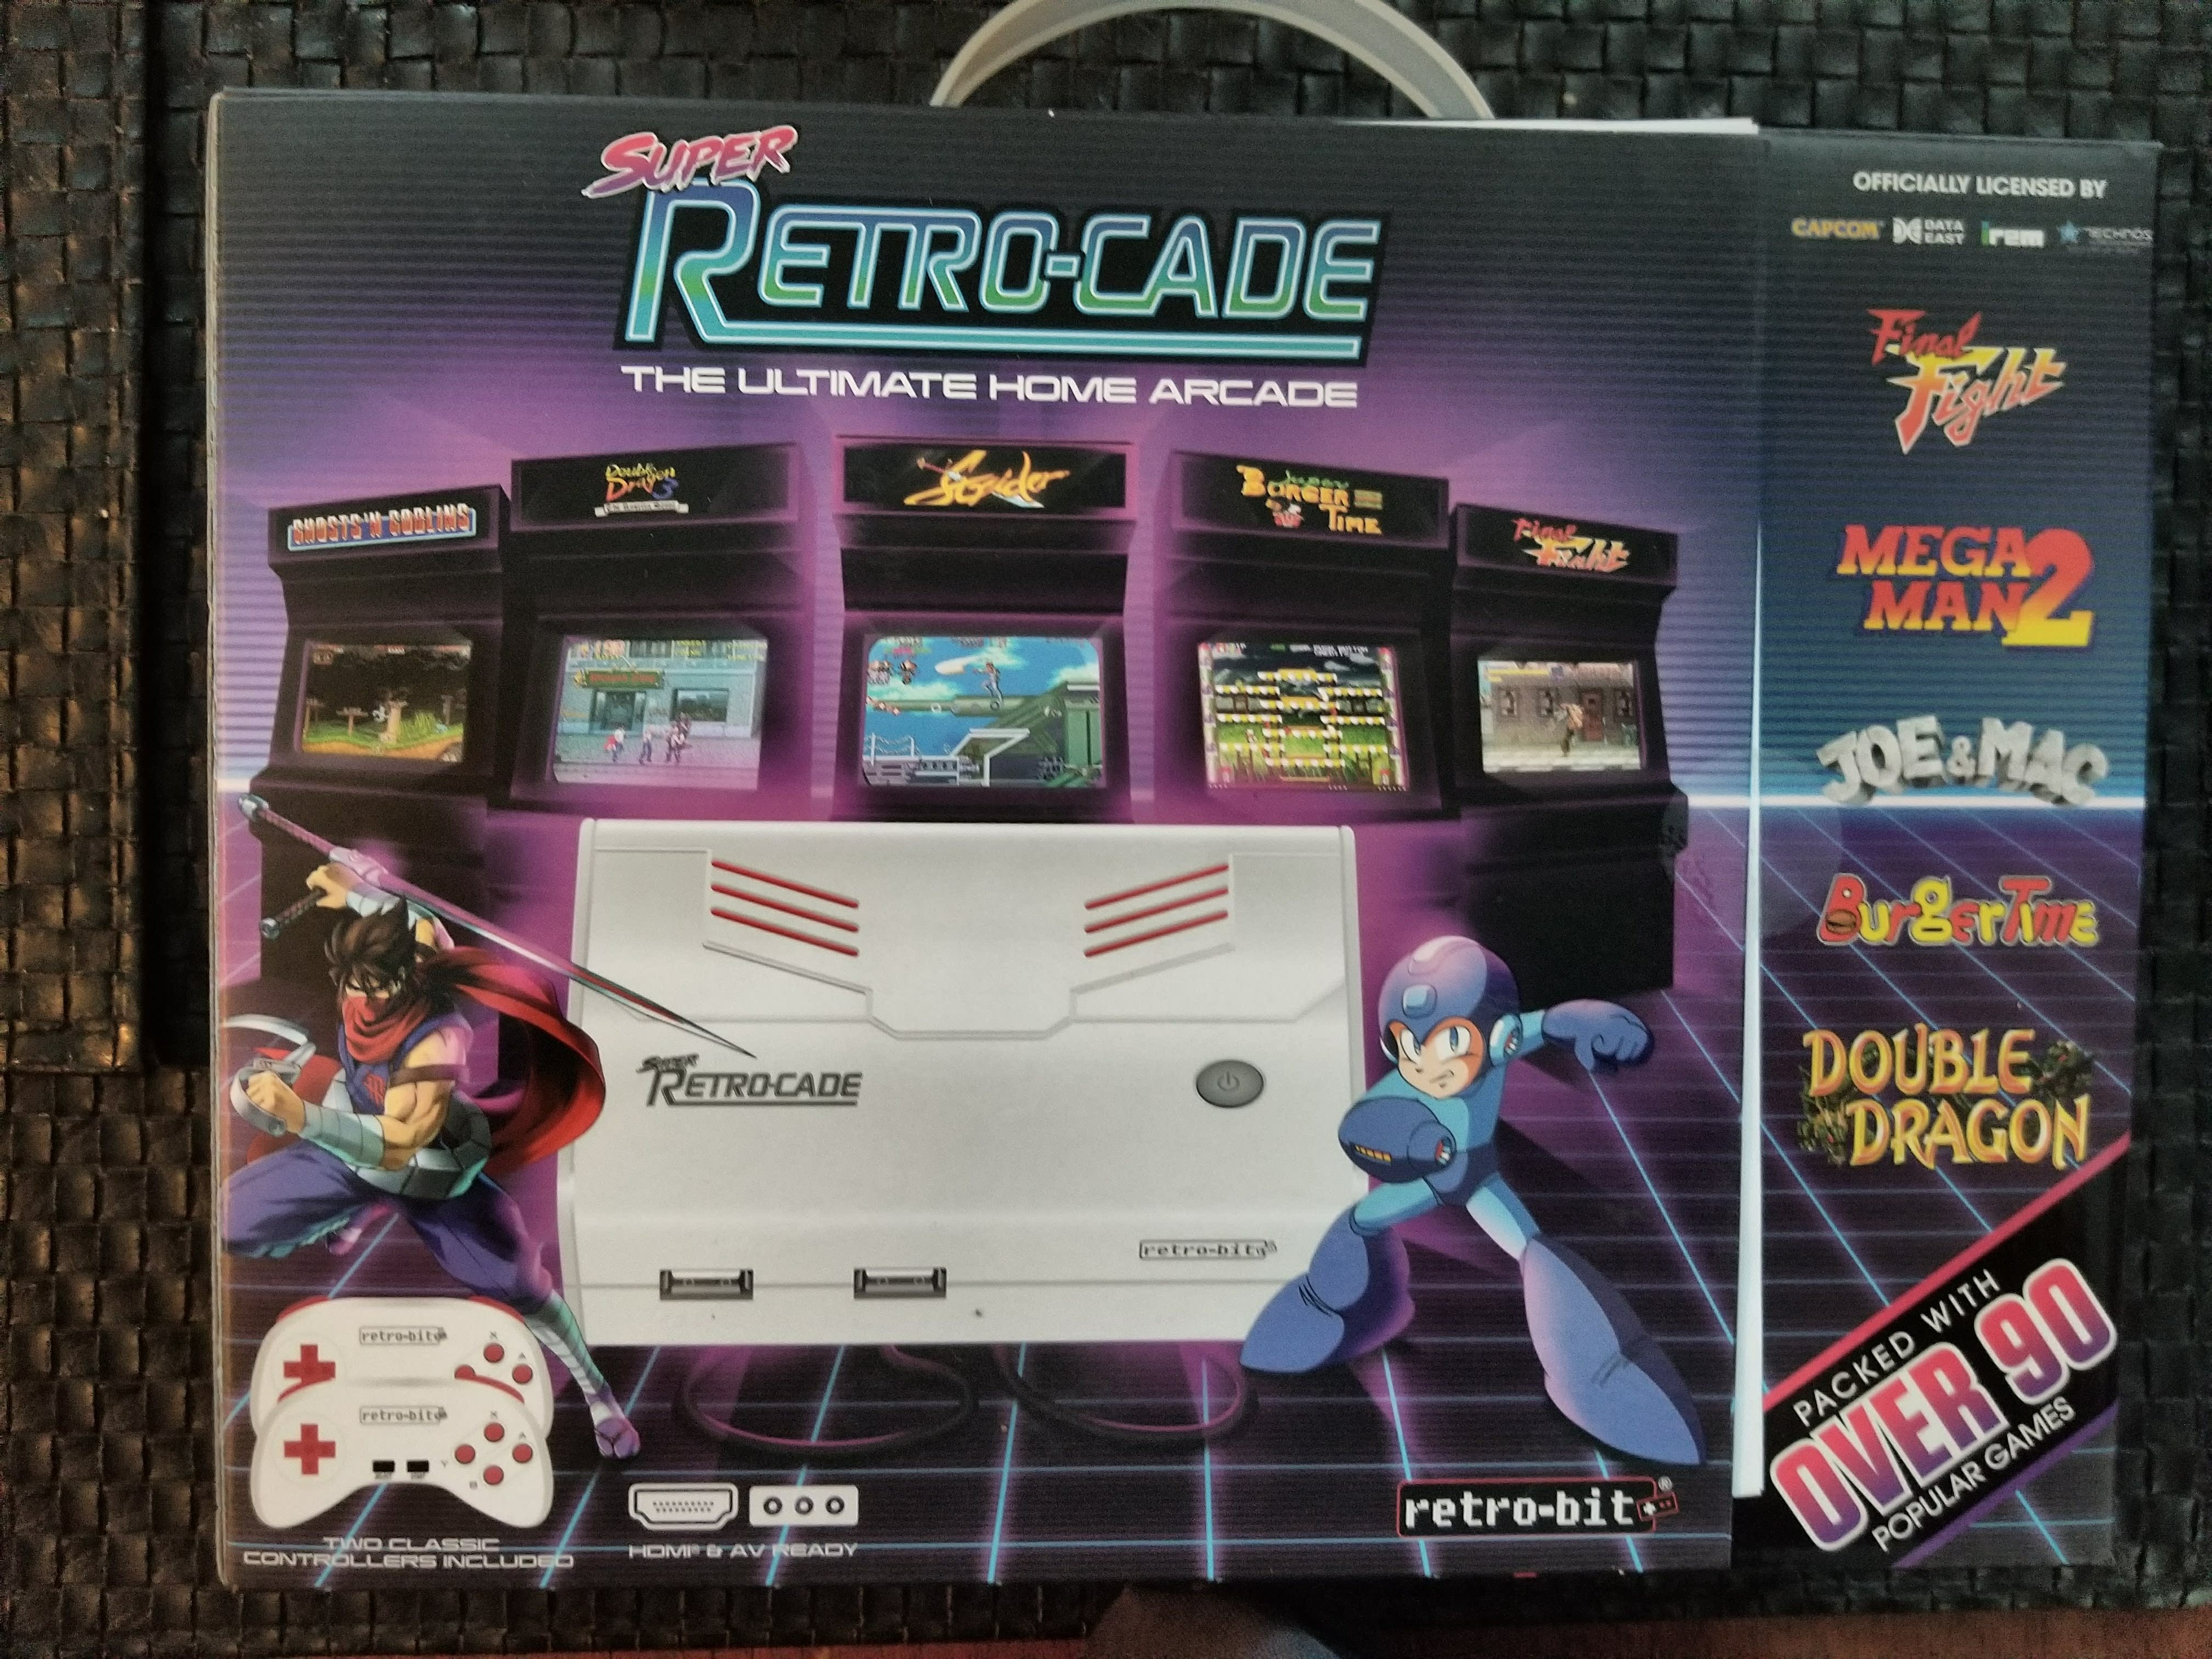 SUPER
RETRO-CADE
THE ULTIMATE HOME ARCADE
GHOSTS'N GOBLINS
Double
Dragon 3
Strider
Super
BURGER
TIME
Final
Fight
SUPER
RETRO-CADE
retro-bit
retro-bit
X
A
retro-bit
X
A
Y
B
TWO CLASSIC
CONTROLLERS INCLUDED
HDMI® & AV READY
retro-bit®
OFFICIALLY LICENSED BY
CAPCOM DATA EAST irem TECHNOS
Final
Fight
MEGA
MAN 2
JOE & MAC
BurgerTime
DOUBLE
DRAGON
PACKED WITH
OVER 90
POPULAR GAMES